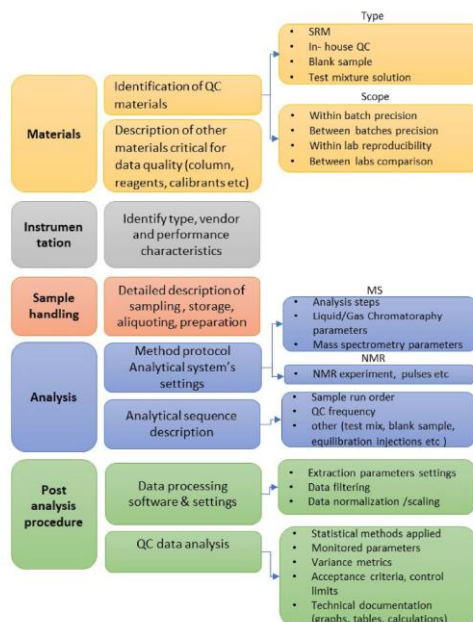 Type
• SRM
• In- house QC
• Blank sample
• Test mixture solution
Materials
Identification of QC
materials
Scope
• Within batch precision
• Between batches precision
• Within lab reproducibility
• Between labs comparison
Description of other
materials critical for
data quality (column,
reagents, calibrants etc)
Instrumen
tation
Identify type, vendor
and performance
characteristics
Sample
handling
Detailed description of
sampling , storage,
aliquoting, preparation
MS
• Analysis steps
• Liquid/Gas Chromatoraphy
parameters
• Mass spectrometry parameters
Analysis
Method protocol
Analytical system's
settings
NMR
• NMR experiment, pulses etc
Analytical sequence
description
• Sample run order
• QC frequency
• other (test mix, blank sample,
equilibration injections etc )
Post
analysis
procedure
Data processing
software & settings
• Extraction parameters settings
• Data filtering
• Data normalization /scaling
QC data analysis
• Statistical methods applied
• Monitored parameters
• Variance metrics
• Acceptance criteria, control
limits
• Technical documentation
(graphs, tables, calculations)